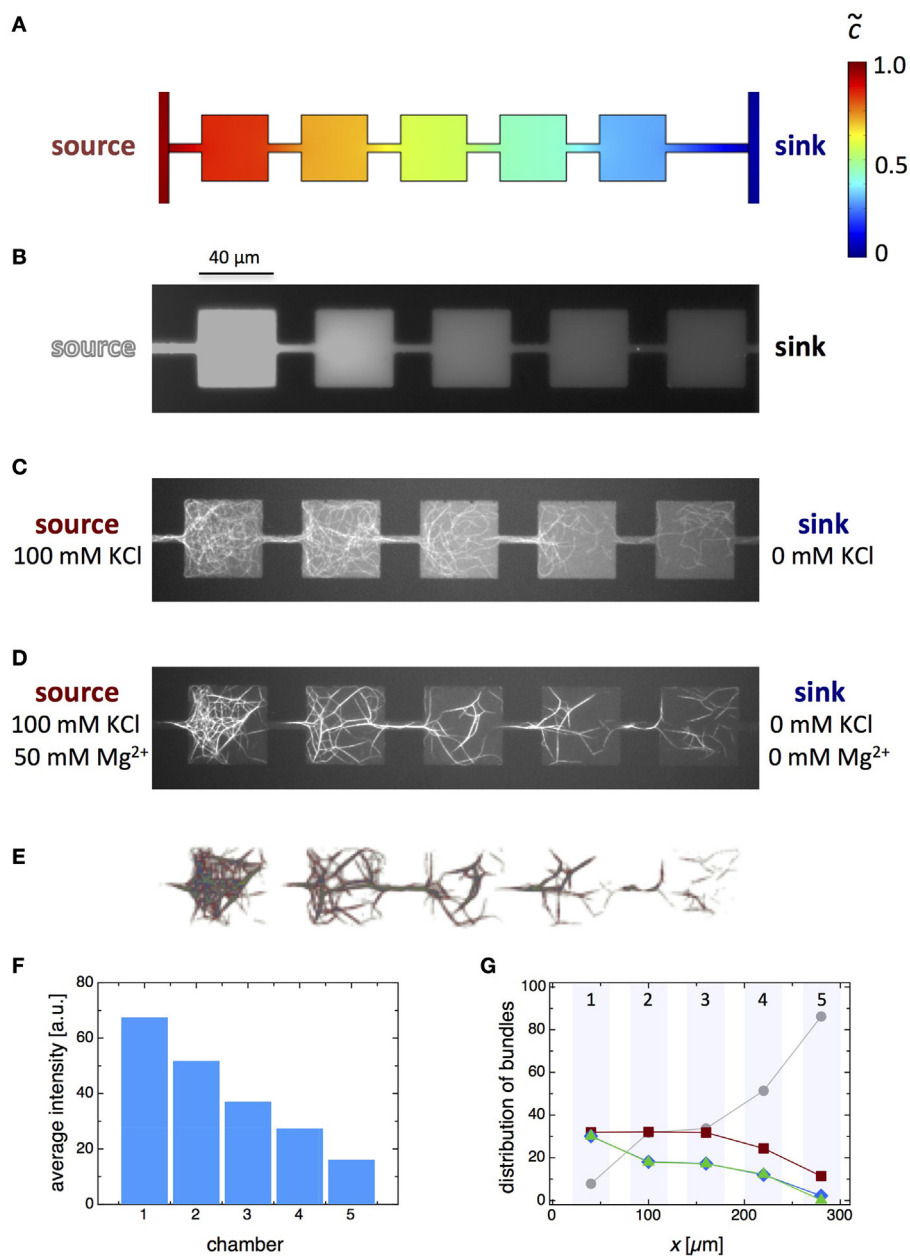 A
c̃
source
sink
1.0
0.5
0
B
40 μm
source
sink
C
source
100 mM KCl
sink
0 mM KCl
D
source
100 mM KCl
50 mM Mg²⁺
sink
0 mM KCl
0 mM Mg²⁺
E
F
average intensity [a.u.]
80
60
40
20
0
1 2 3 4 5
chamber
G
distribution of bundles
100
80
60
40
20
0
1 2 3 4 5
0 100 200 300
x [μm]